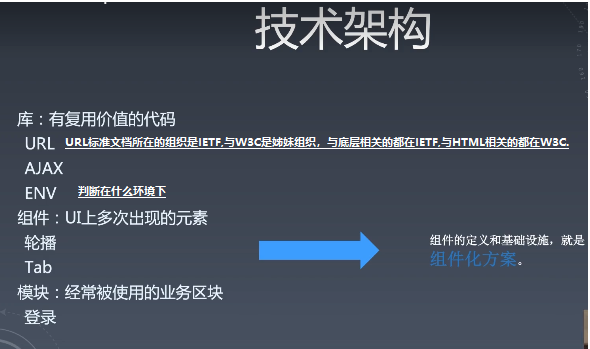 技术架构
库：有复用价值的代码
URL URL标准文档所在的组织是IETF,与W3C是姊妹组织，与底层相关的都在IETF,与HTML相关的都在W3C.
AJAX
ENV 判断在什么环境下
组件：UI上多次出现的元素
轮播
组件的定义和基础设施，就是
组件化方案。
Tab
模块：经常被使用的业务区块
登录